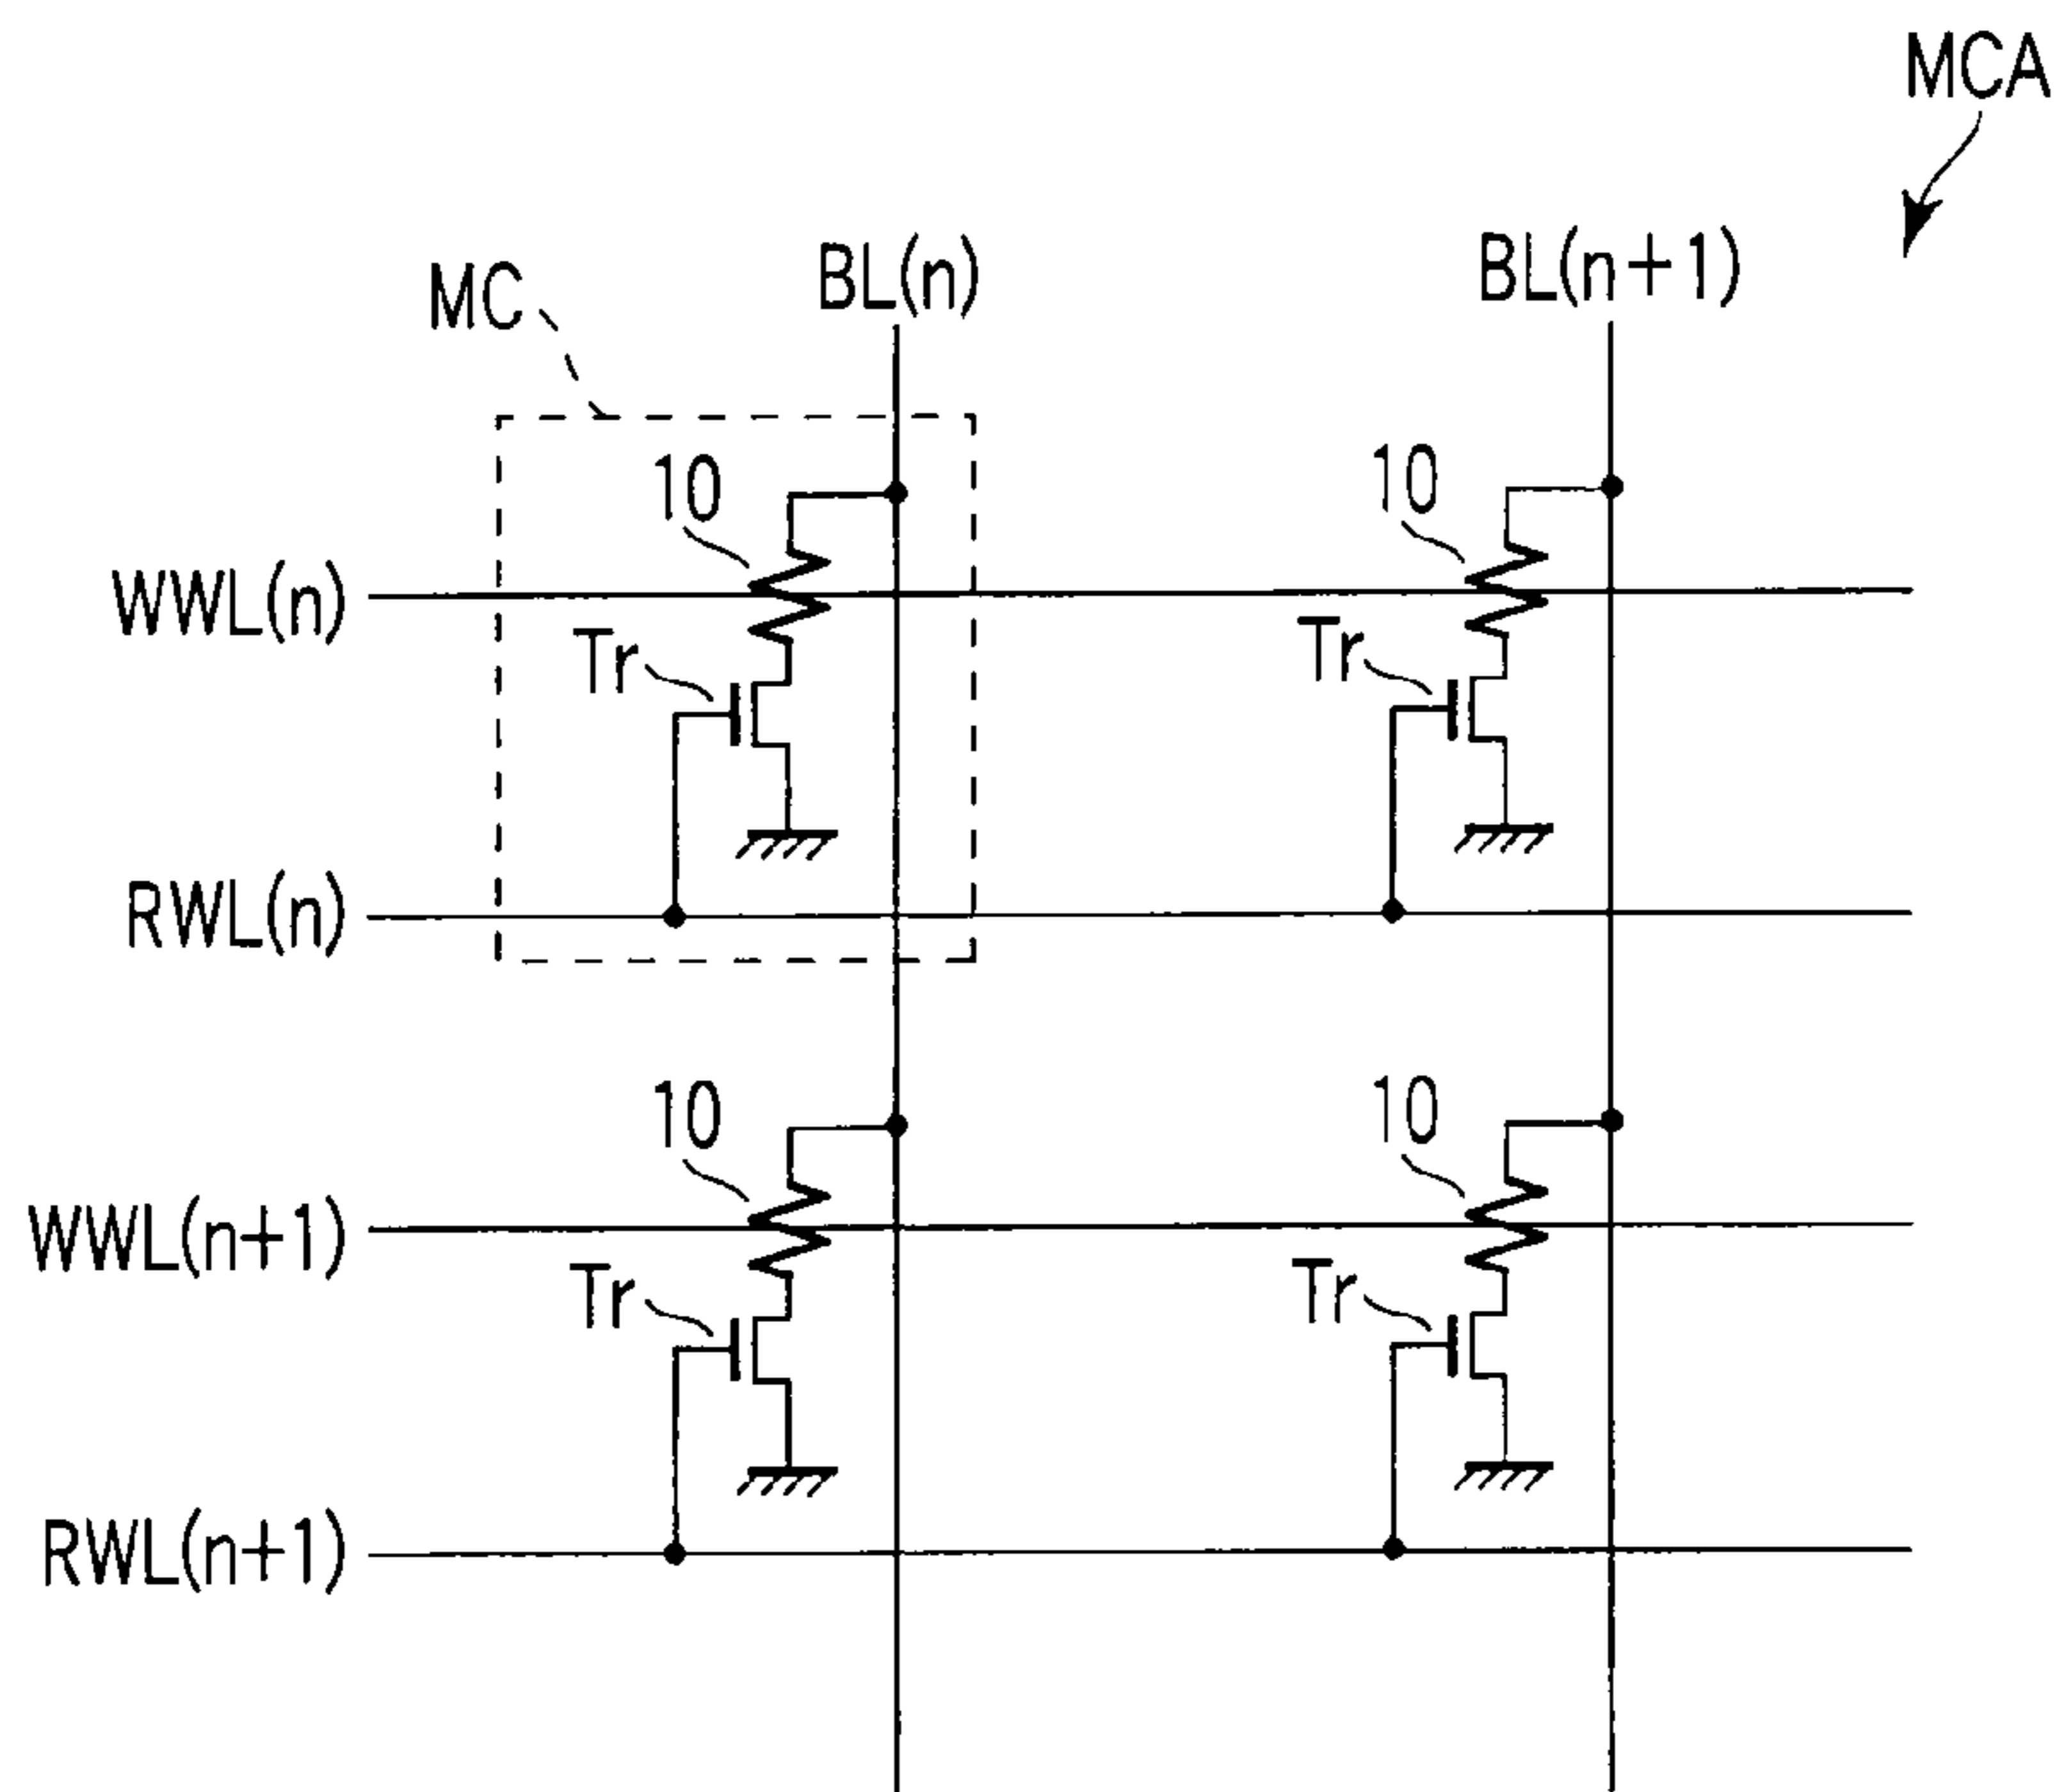 MCA
MC
BL(n)
BL(n+1)
10
10
WWL(n)
Tr
Tr
RWL(n)
10
10
WWL(n+1)
Tr
Tr
RWL(n+1)